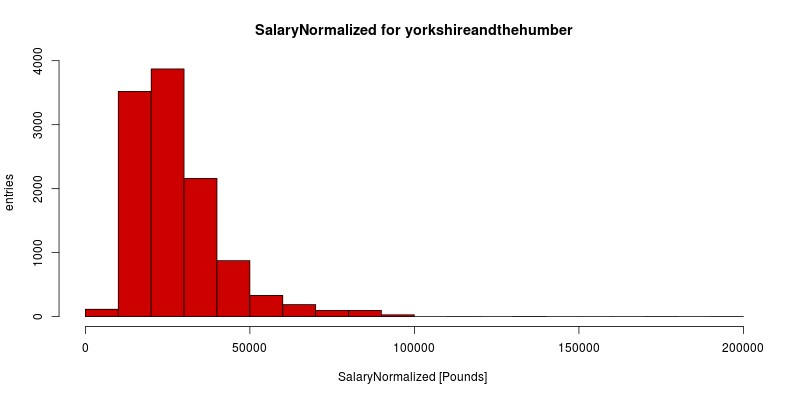 SalaryNormalized for yorkshireandthehumber
entries
4000
3000
2000
1000
0
0 50000 100000 150000 200000
SalaryNormalized [Pounds]